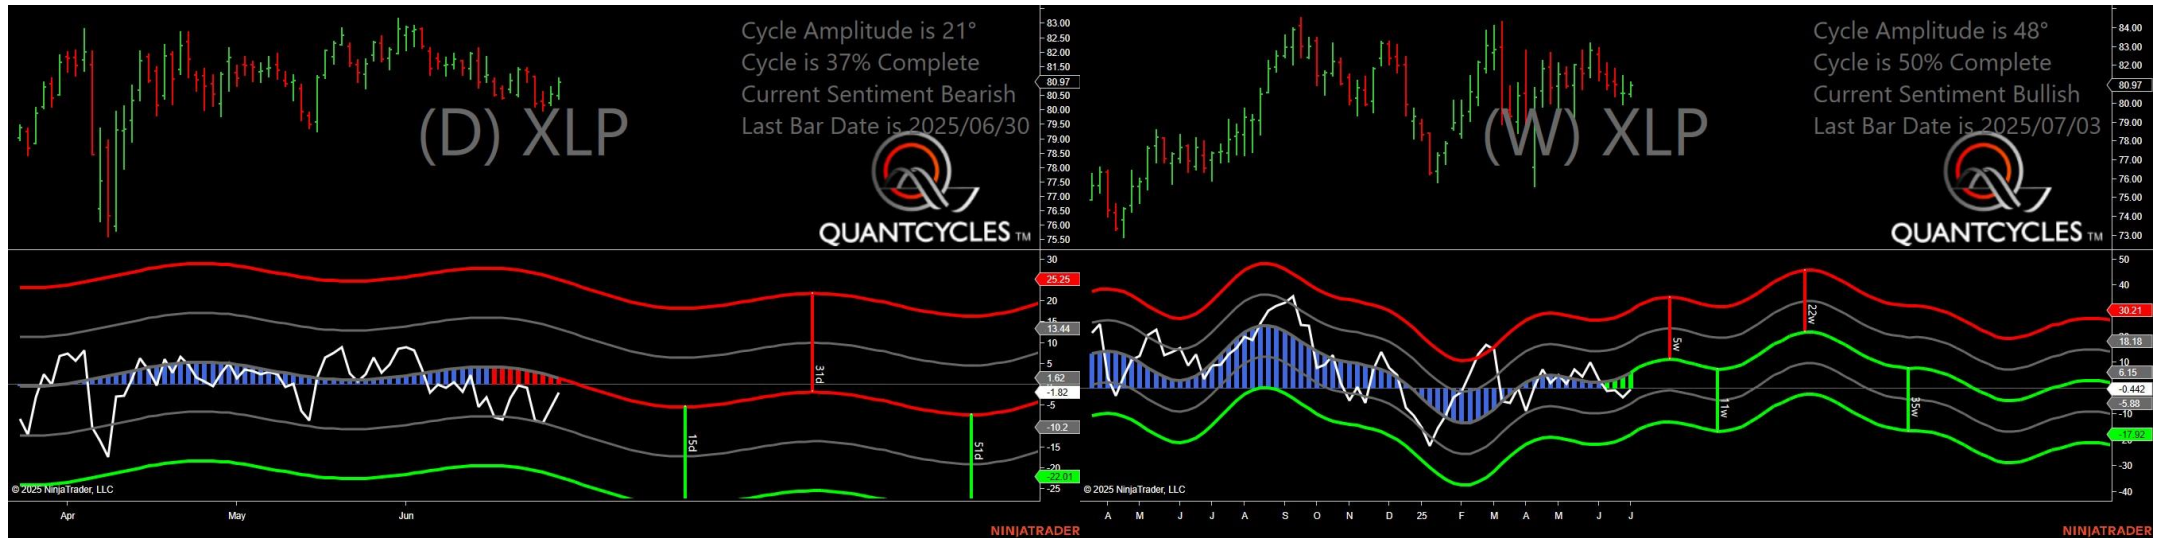 Cycle Amplitude is 21°
Cycle is 37% Complete
Current Sentiment Bearish
Last Bar Date is 2025/06/30
(D) XLP
QUANTCYCLES TM
83.00
82.50
82.00
81.50
80.97
80.50
80.00
79.50
79.00
78.50
78.00
77.50
77.00
76.50
76.00
75.50
30
25.25
20
15
13.44
10
5
1.62
-1.82
-5
-10.2
-15
-20
-22.01
-25
31d
15d
51d
© 2025 NinjaTrader, LLC
Apr
May
Jun
NINJATRADER
Cycle Amplitude is 48°
Cycle is 50% Complete
Current Sentiment Bullish
Last Bar Date is 2025/07/03
(W) XLP
QUANTCYCLES TM
84.00
83.00
82.00
80.97
80.00
79.00
78.00
77.00
76.00
75.00
74.00
73.00
50
40
30.21
18.18
10
6.15
-0.442
-5.88
-10
-17.92
-30
-40
5w
22w
11w
35w
© 2025 NinjaTrader, LLC
A M J J A S O N D 25 F M A M J J
NINJATRADER